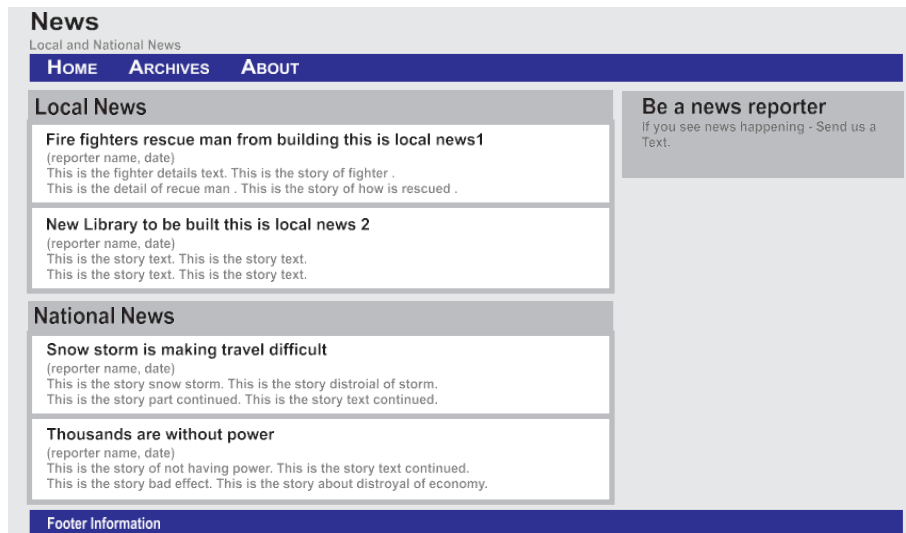 News
Local and National News
Home Archives About
Local News
Fire fighters rescue man from building this is local news1
(reporter name, date)
This is the fighter details text. This is the story of fighter .
This is the detail of recue man . This is the story of how is rescued .
New Library to be built this is local news 2
(reporter name, date)
This is the story text. This is the story text.
This is the story text. This is the story text.
National News
Snow storm is making travel difficult
(reporter name, date)
This is the story snow storm. This is the story distroial of storm.
This is the story part continued. This is the story text continued.
Thousands are without power
(reporter name, date)
This is the story of not having power. This is the story text continued.
This is the story bad effect. This is the story about distroyal of economy.
Be a news reporter
If you see news happening - Send us a
Text.
Footer Information